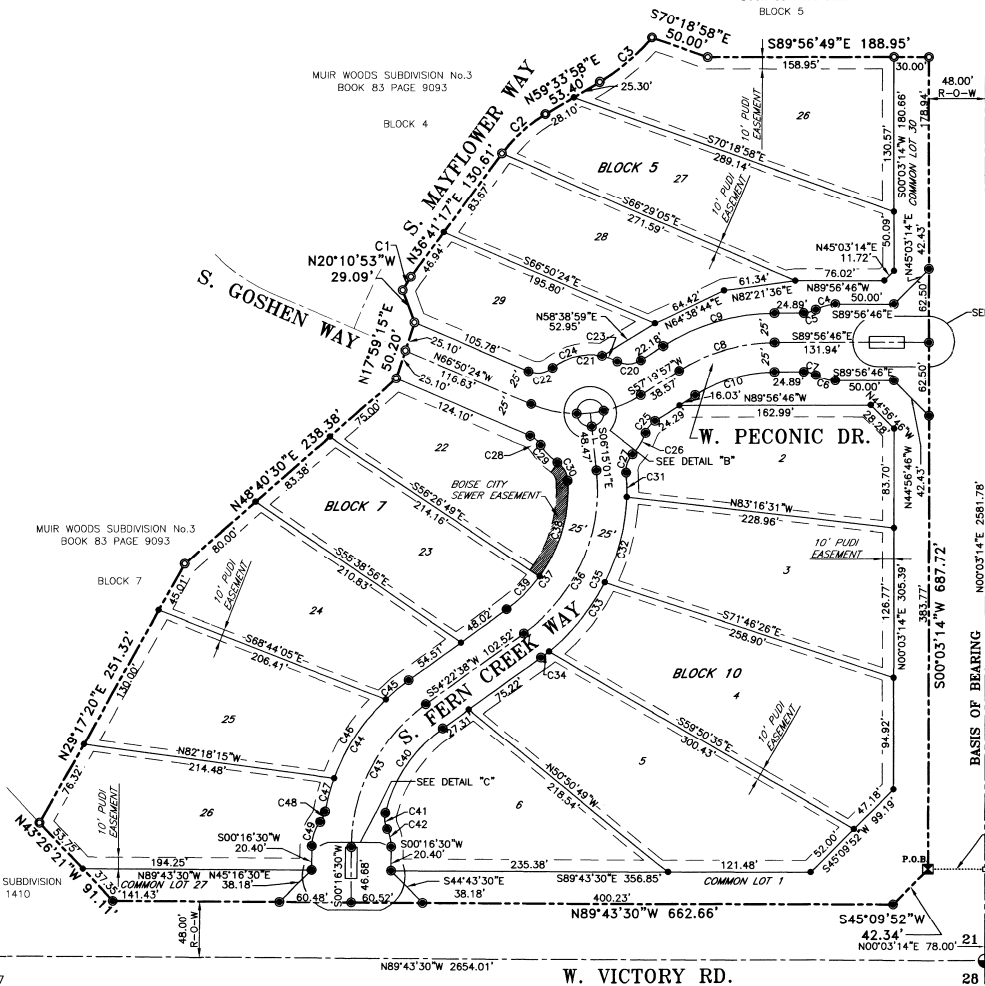 BLOCK 5
S70°18'58"E
50.00'
S89°56'49"E 188.95'
158.95'
30.00'
48.00'
R-O-W
MUIR WOODS SUBDIVISION No.3
BOOK 83 PAGE 9093
BLOCK 4
S. MAYFLOWER WAY
N59°33'58"E
53.40'
C3
25.30'
28.10'
C2
10' PUDI
EASEMENT
26
130.57'
S00°03'14"W 180.66'
COMMON LOT 30
178.94'
S70°18'58"E
289.14'
BLOCK 5
27
10' PUDI
EASEMENT
S66°29'05"E
271.59'
28
50.09'
N36°41'17"E 130.61'
83.67'
46.94'
C1
N20°10'53"W
29.09'
S. GOSHEN WAY
N45°03'14"E
11.72'
N45°03'14"E
42.43'
76.02'
N89°56'46"W
61.34'
N82°21'36"E
S66°50'24"E
195.80'
29
64.42'
N64°38'44"E
N58°38'59"E
52.95'
24.89'
C4
C5
50.00'
S89°56'46"E
62.50'
C9
C23
C24
C21
C22
C20
22.18'
25'
C8
S89°56'46"E
131.94'
N17°59'15"E
50.20'
25.10'
105.78'
N66°50'24"W
116.63'
25.10'
124.10'
25'
25'
S57°19'57"W
38.57'
25'
24.89'
C7
C6
S89°56'46"E
50.00'
62.50'
C10
16.03'
N89°56'46"W
162.99'
N44°56'46"W
28.28'
N44°56'46"W
42.43'
W. PECONIC DR.
75.00'
N48°40'30"E 238.38'
83.38'
80.00'
22
C28
C29
C30
48.47'
S06°15'01"E
C25
24.29'
C26
C27
SEE DETAIL "B"
C31
2
83.70'
BOISE CITY
SEWER EASEMENT
BLOCK 7
S56°26'49"E
214.16'
23
C38
25'
25'
C32
N83°16'31"W
228.96'
10' PUDI
EASEMENT
3
MUIR WOODS SUBDIVISION No.3
BOOK 83 PAGE 9093
BLOCK 7
S55°38'56"E
210.83'
10' PUDI
EASEMENT
24
C37
C39
C36
C35
C33
126.77'
N00°03'14"E 305.39'
383.77'
S00°03'14"W 687.72'
N00°03'14"E 2581.78'
BASIS OF BEARING
45.01'
S68°44'05"E
206.41'
48.02'
54.57'
S54°22'38"W 102.52'
S. FERN CREEK WAY
S71°46'26"E
258.90'
BLOCK 10
4
130.00'
N29°17'20"E 251.32'
76.32'
25
C45
C46
C44
C34
75.22'
27.31'
S59°50'35"E
300.43'
10' PUDI
EASEMENT
94.92'
5
N82°18'15"W
214.48'
26
C43
C40
N50°50'49"W
218.54'
6
SEE DETAIL "C"
C47
C48
C49
C41
C42
47.18'
S45°09'52"W 99.19'
52.00'
10' PUDI
EASEMENT
N43°26'21"W 91.11'
53.75'
37.35'
S00°16'30"W
20.40'
S00°16'30"W
46.68'
S00°16'30"W
20.40'
194.25'
N89°43'30"W
COMMON LOT 27
141.43'
N45°16'30"E
38.18'
60.48'
60.52'
S44°43'30"E
38.18'
235.38'
S89°43'30"E 356.85'
121.48'
COMMON LOT 1
P.O.B.
SUBDIVISION
1410
400.23'
N89°43'30"W 662.66'
S45°09'52"W
42.34'
N00°03'14"E 78.00'
21
28
48.00'
R-O-W
N89°43'30"W 2654.01'
W. VICTORY RD.